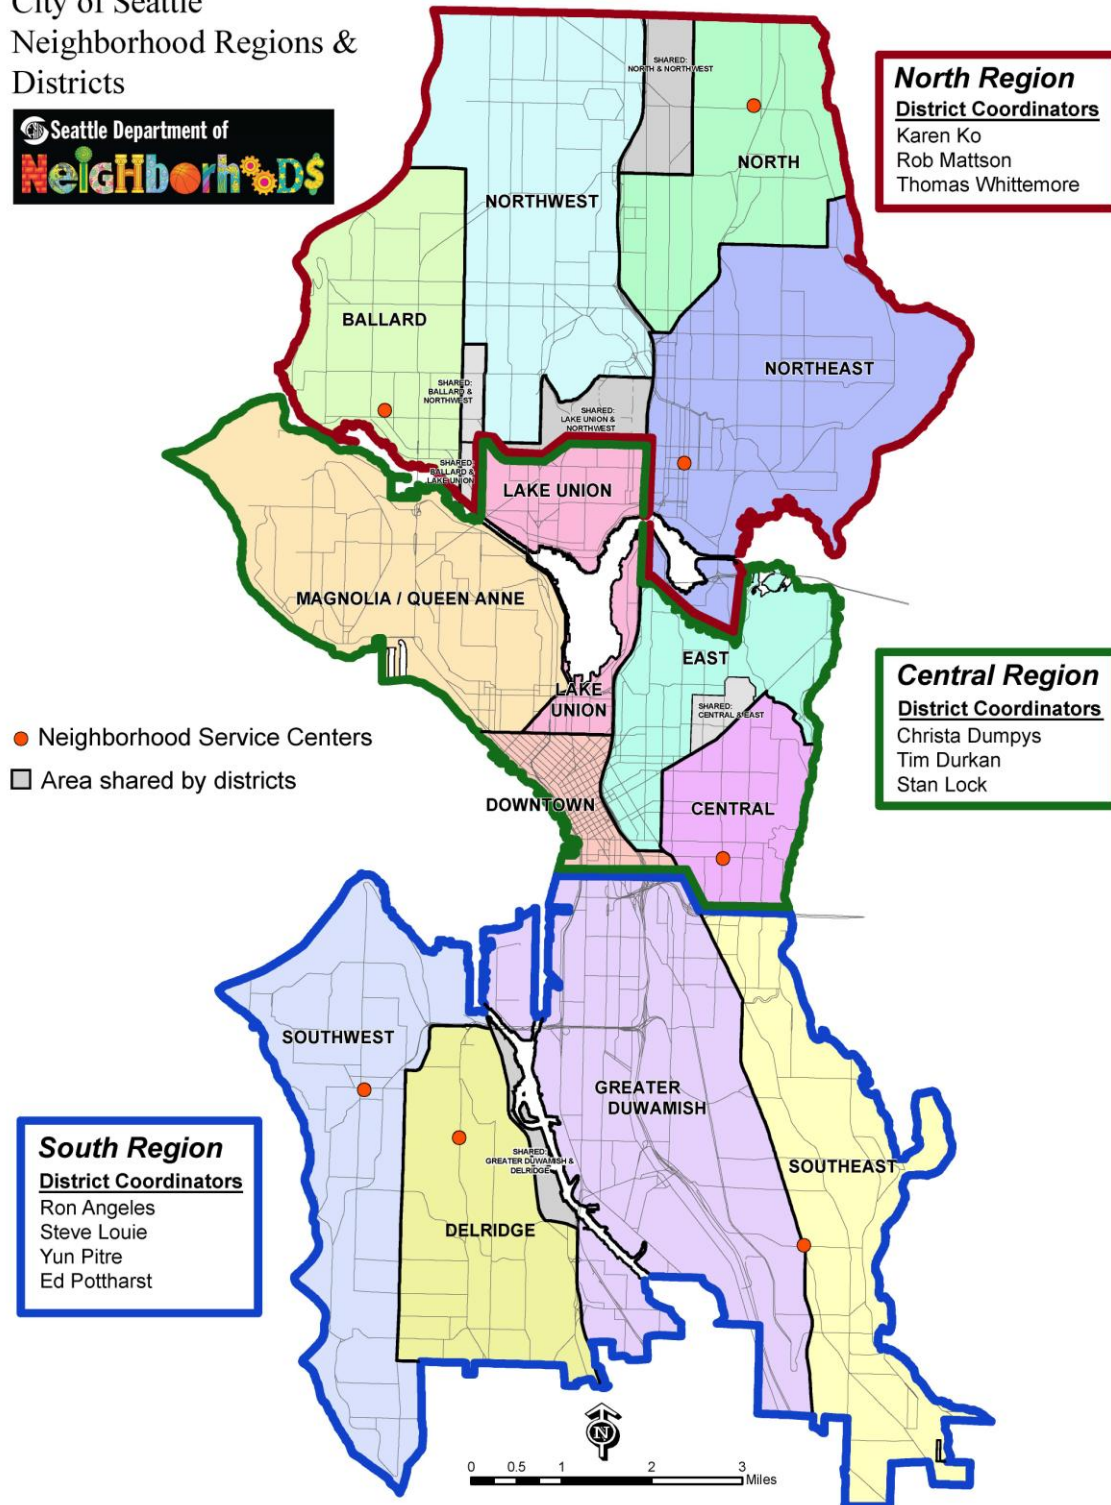 City of Seattle
Neighborhood Regions &
Districts
Seattle Department of
NeigHborhooDs
North Region
District Coordinators
Karen Ko
Rob Mattson
Thomas Whittemore
SHARED:
NORTH & NORTHWEST
NORTH
NORTHWEST
BALLARD
NORTHEAST
SHARED:
BALLARD &
NORTHWEST
SHARED:
LAKE UNION &
NORTHWEST
SHARED:
BALLARD &
LAKE UNION
LAKE UNION
MAGNOLIA / QUEEN ANNE
EAST
LAKE
UNION
SHARED:
CENTRAL & EAST
Central Region
District Coordinators
Christa Dumpys
Tim Durkan
Stan Lock
Neighborhood Service Centers
Area shared by districts
DOWNTOWN
CENTRAL
SOUTHWEST
GREATER
DUWAMISH
SHARED:
GREATER DUWAMISH &
DELRIDGE
SOUTHEAST
DELRIDGE
South Region
District Coordinators
Ron Angeles
Steve Louie
Yun Pitre
Ed Pottharst
N
0 0.5 1 2 3
Miles